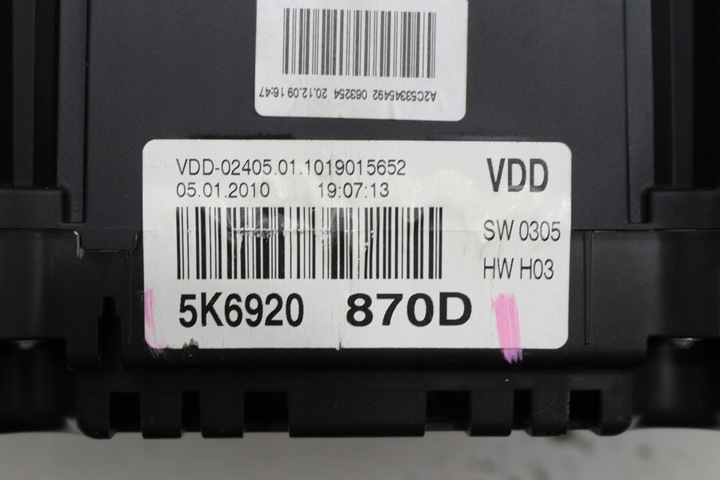 A2C53345492 063254 20.12.09 16:47
VDD-02405.01.1019015652
05.01.2010 19:07:13
VDD
SW 0305
HW H03
5K6920 870D